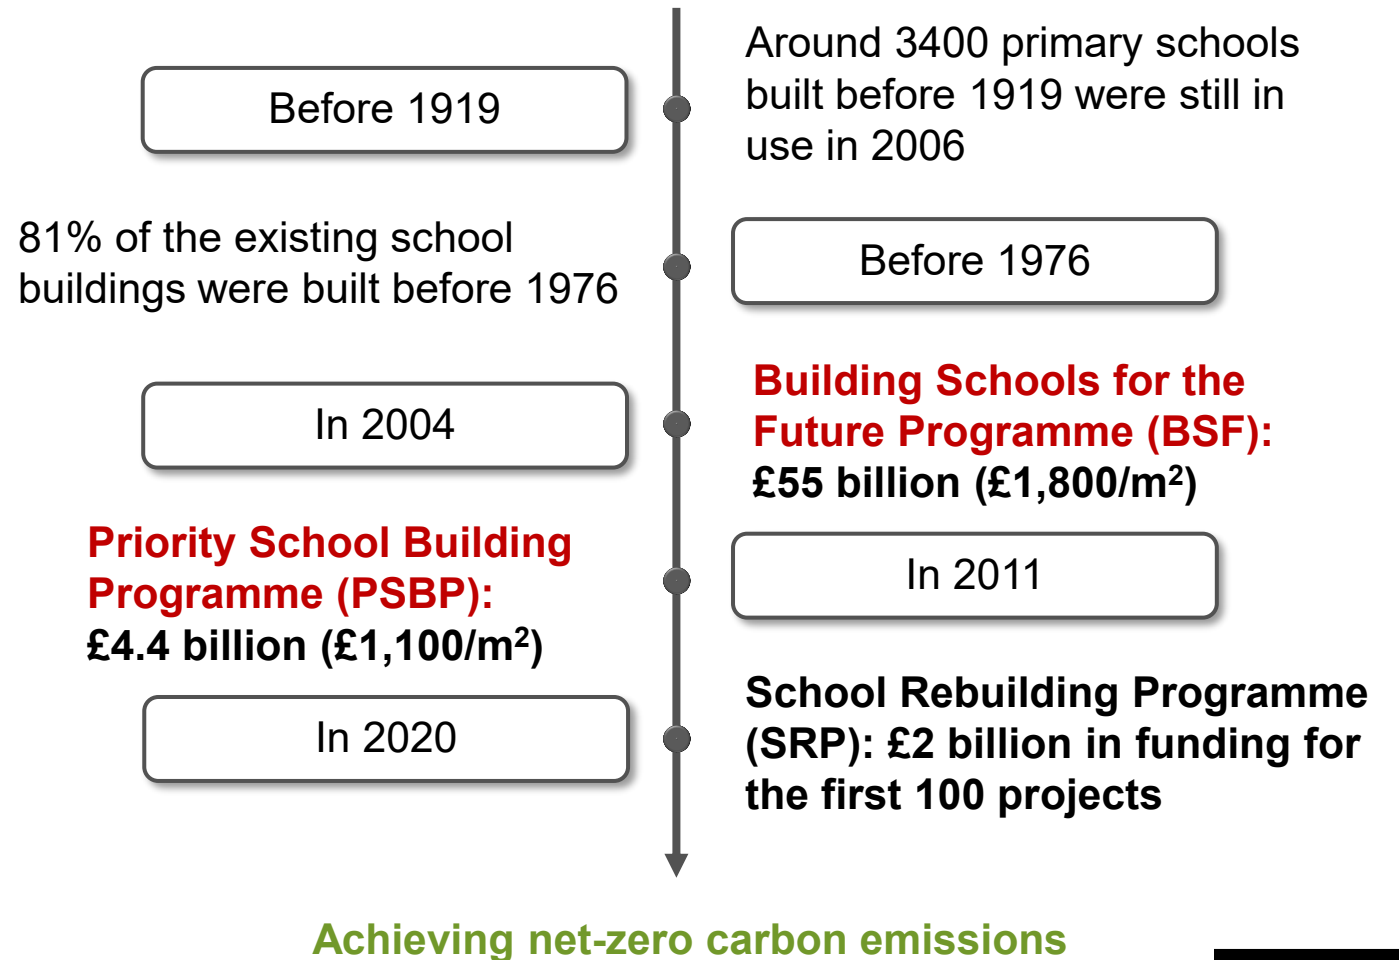 Before 1919
Around 3400 primary schools
built before 1919 were still in
use in 2006
81% of the existing school
buildings were built before 1976
Before 1976
In 2004
Building Schools for the
Future Programme (BSF):
£55 billion (£1,800/m²)
Priority School Building
Programme (PSBP):
£4.4 billion (£1,100/m²)
In 2011
In 2020
School Rebuilding Programme
(SRP): £2 billion in funding for
the first 100 projects
Achieving net-zero carbon emissions